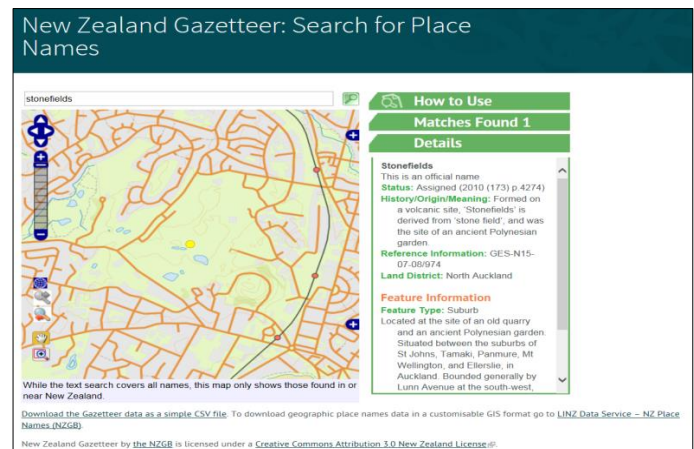 New Zealand Gazetteer: Search for Place
Names
stonefields
How to Use
Matches Found 1
Details
Stonefields
This is an official name
Status: Assigned (2010 (173) p.4274)
History/Origin/Meaning: Formed on
a volcanic site, 'Stonefields' is
derived from 'stone field', and was
the site of an ancient Polynesian
garden.
Reference Information: GES-N15-
07-08/974
Land District: North Auckland
Feature Information
Feature Type: Suburb
Located at the site of an old quarry
and an ancient Polynesian garden.
Situated between the suburbs of
St Johns, Tamaki, Panmure, Mt
Wellington, and Ellerslie, in
Auckland. Bounded generally by
Lunn Avenue at the south-west,
While the text search covers all names, this map only shows those found in or
near New Zealand.
Download the Gazetteer data as a simple CSV file. To download geographic place names data in a customisable GIS format go to LINZ Data Service – NZ Place
Names (NZGB).
New Zealand Gazetteer by the NZGB is licensed under a Creative Commons Attribution 3.0 New Zealand License.